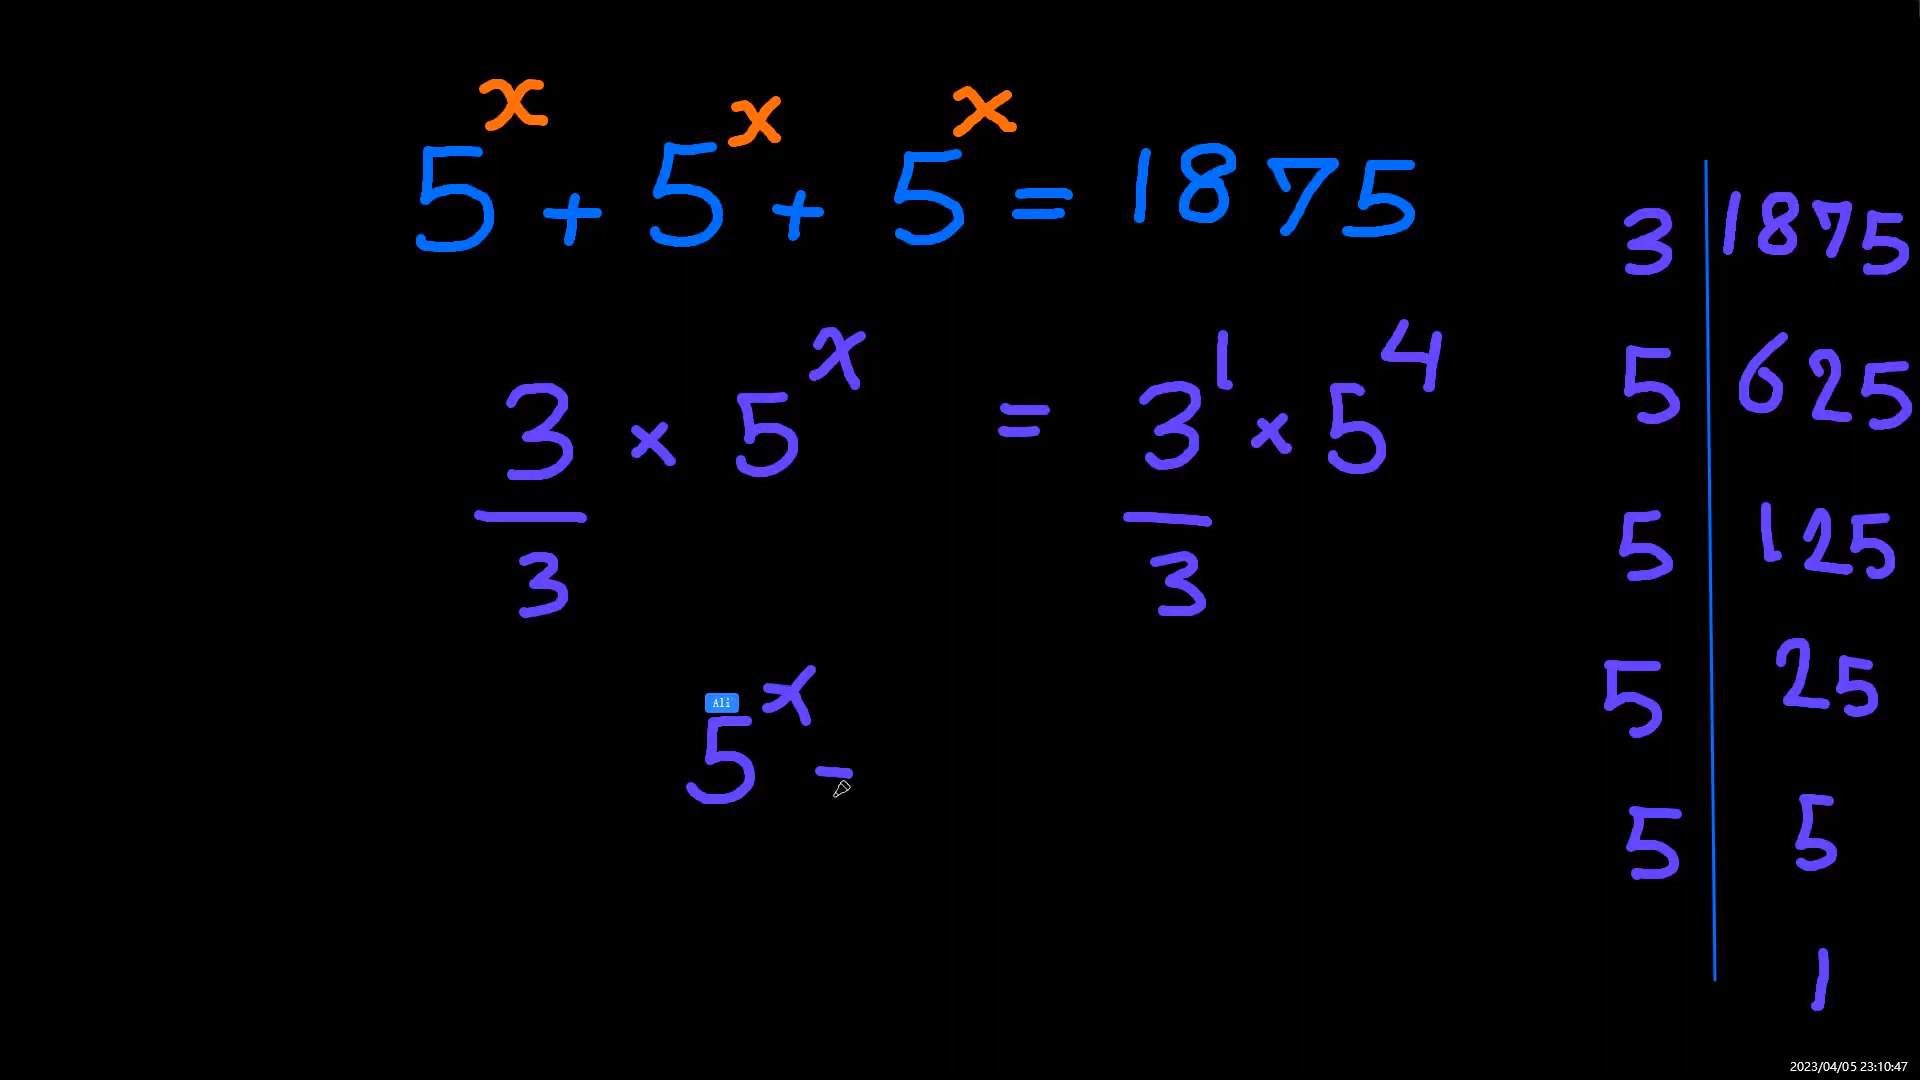 5^x + 5^x + 5^x = 1875
3 × 5^x = 3^1 × 5^4
3 3
Ali
5^x -
3 | 1875
5 | 625
5 | 125
5 | 25
5 | 5
1
2023/04/05 23:10:47